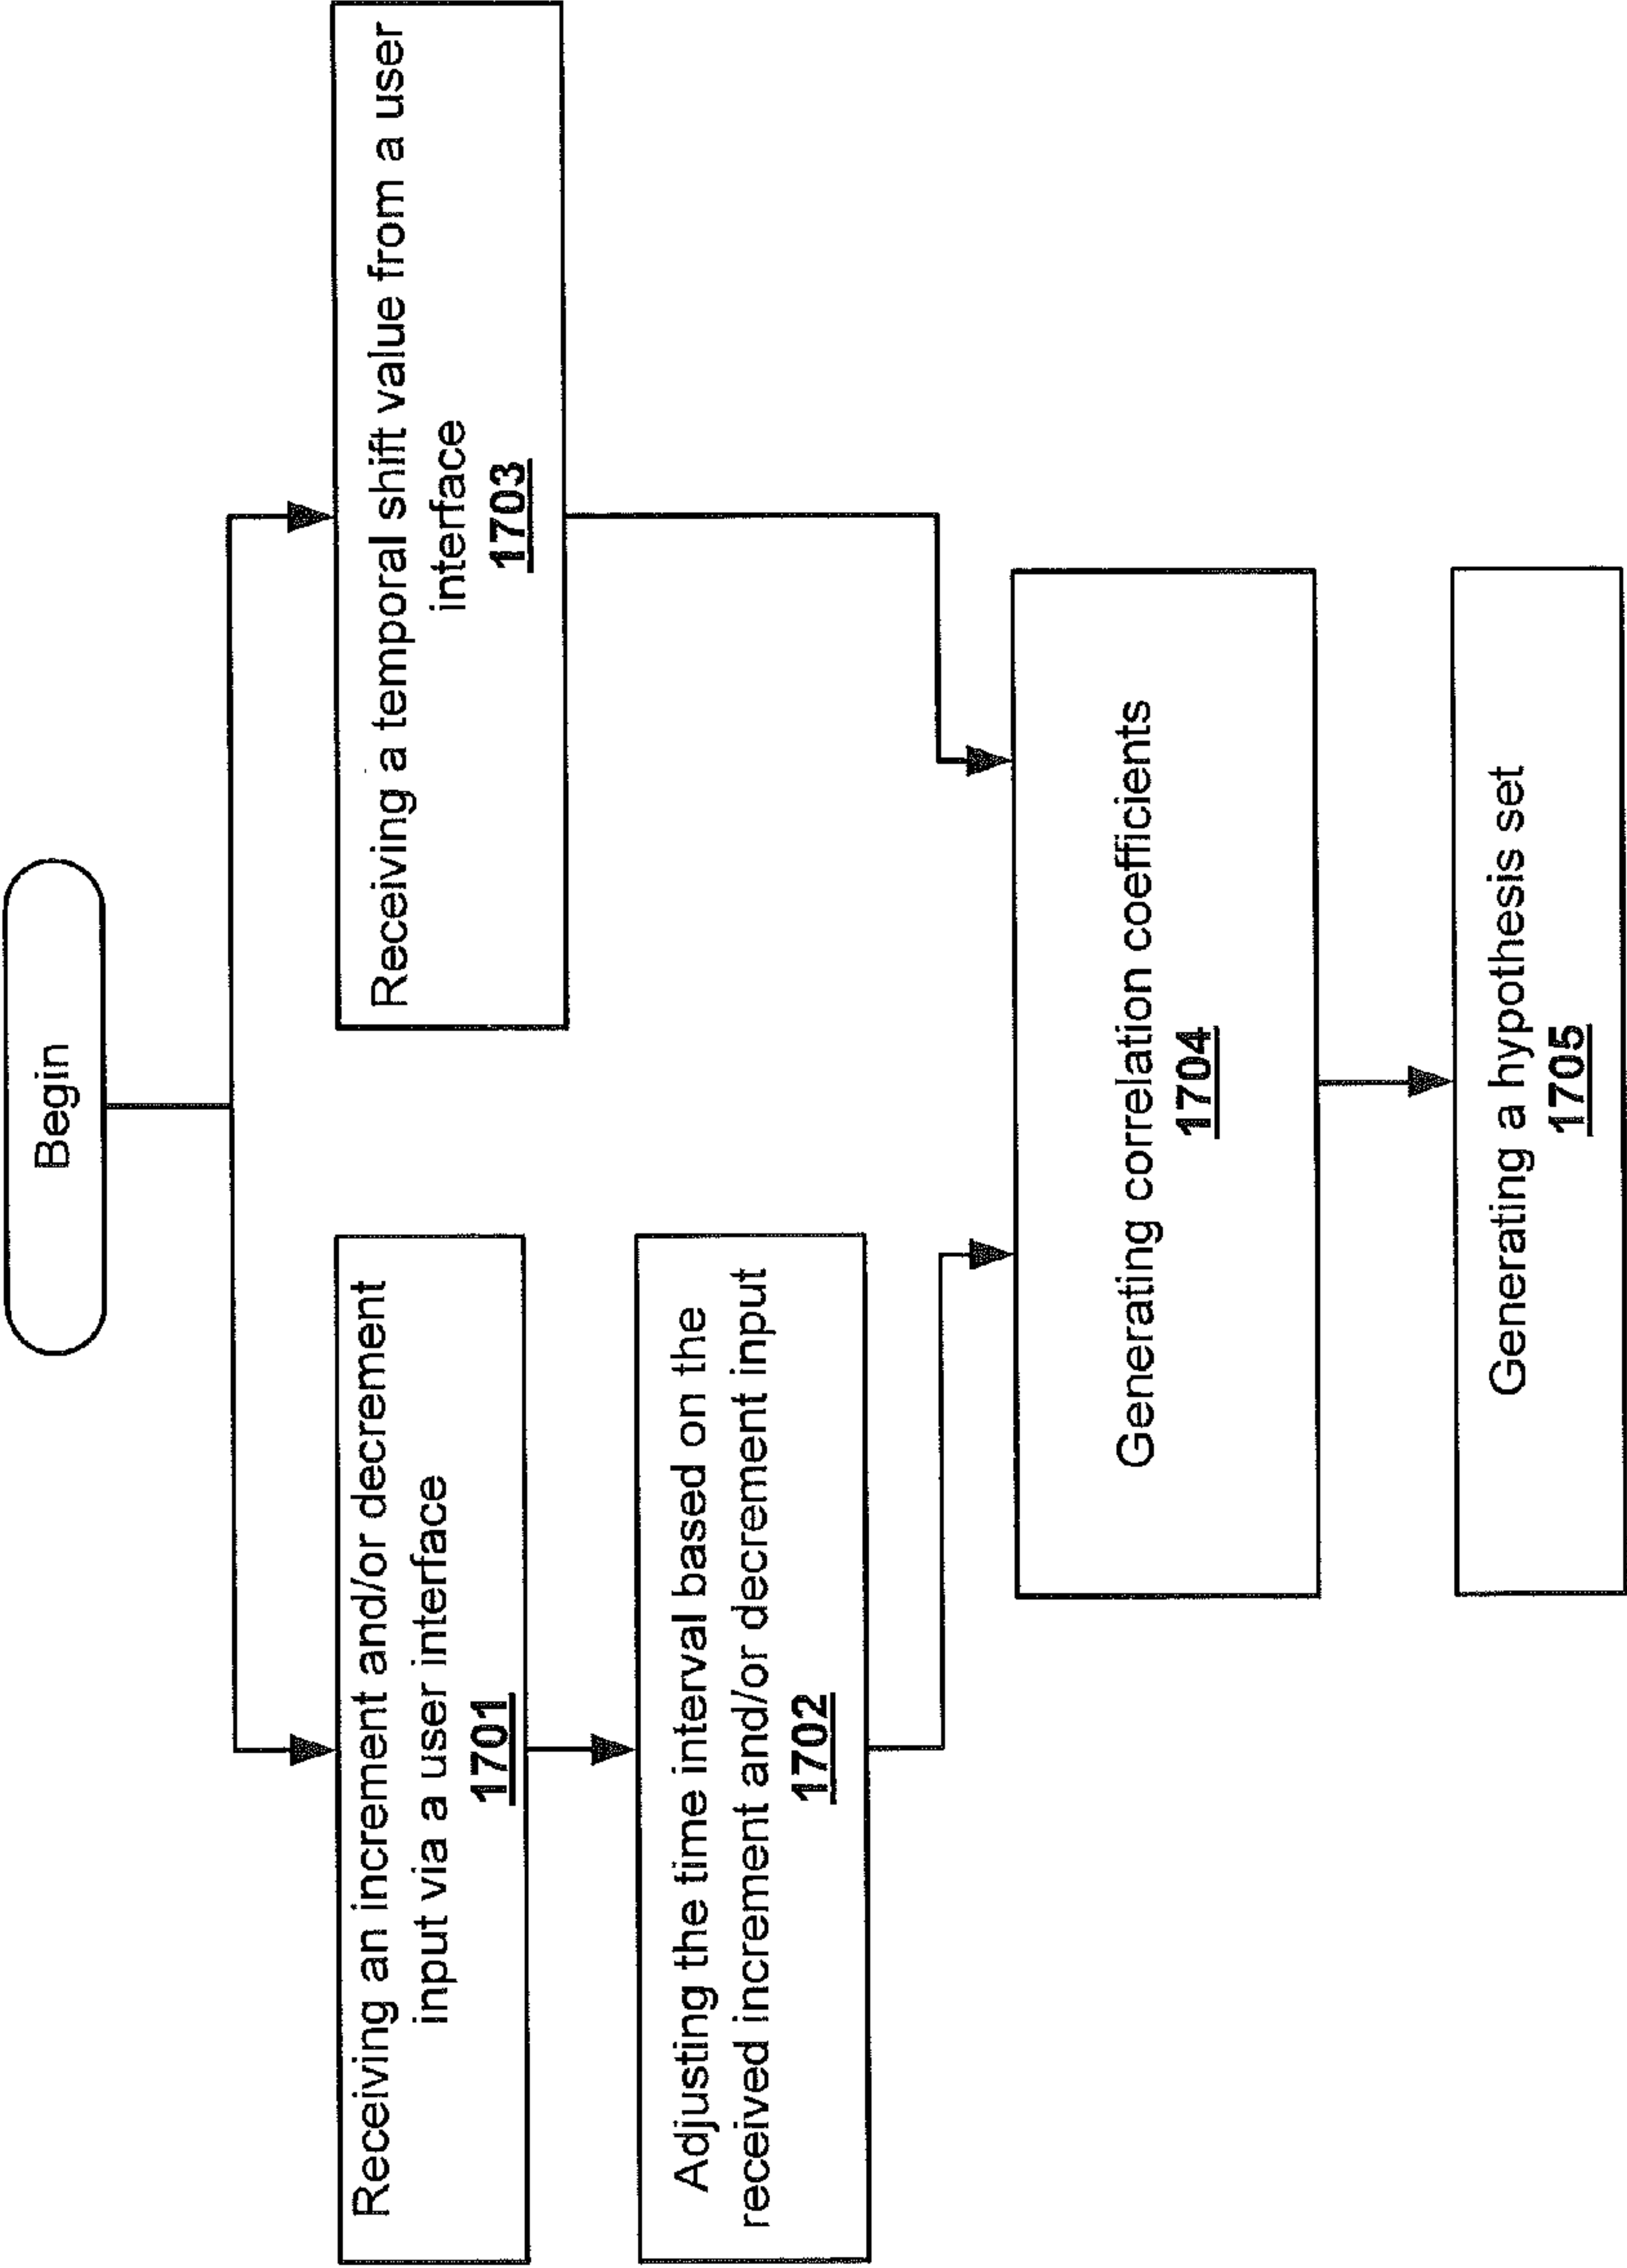 Begin
Receiving an increment and/or decrement
input via a user interface
1701
Adjusting the time interval based on the
received increment and/or decrement input
1702
Receiving a temporal shift value from a user
interface
1703
Generating correlation coefficients
1704
Generating a hypothesis set
1705